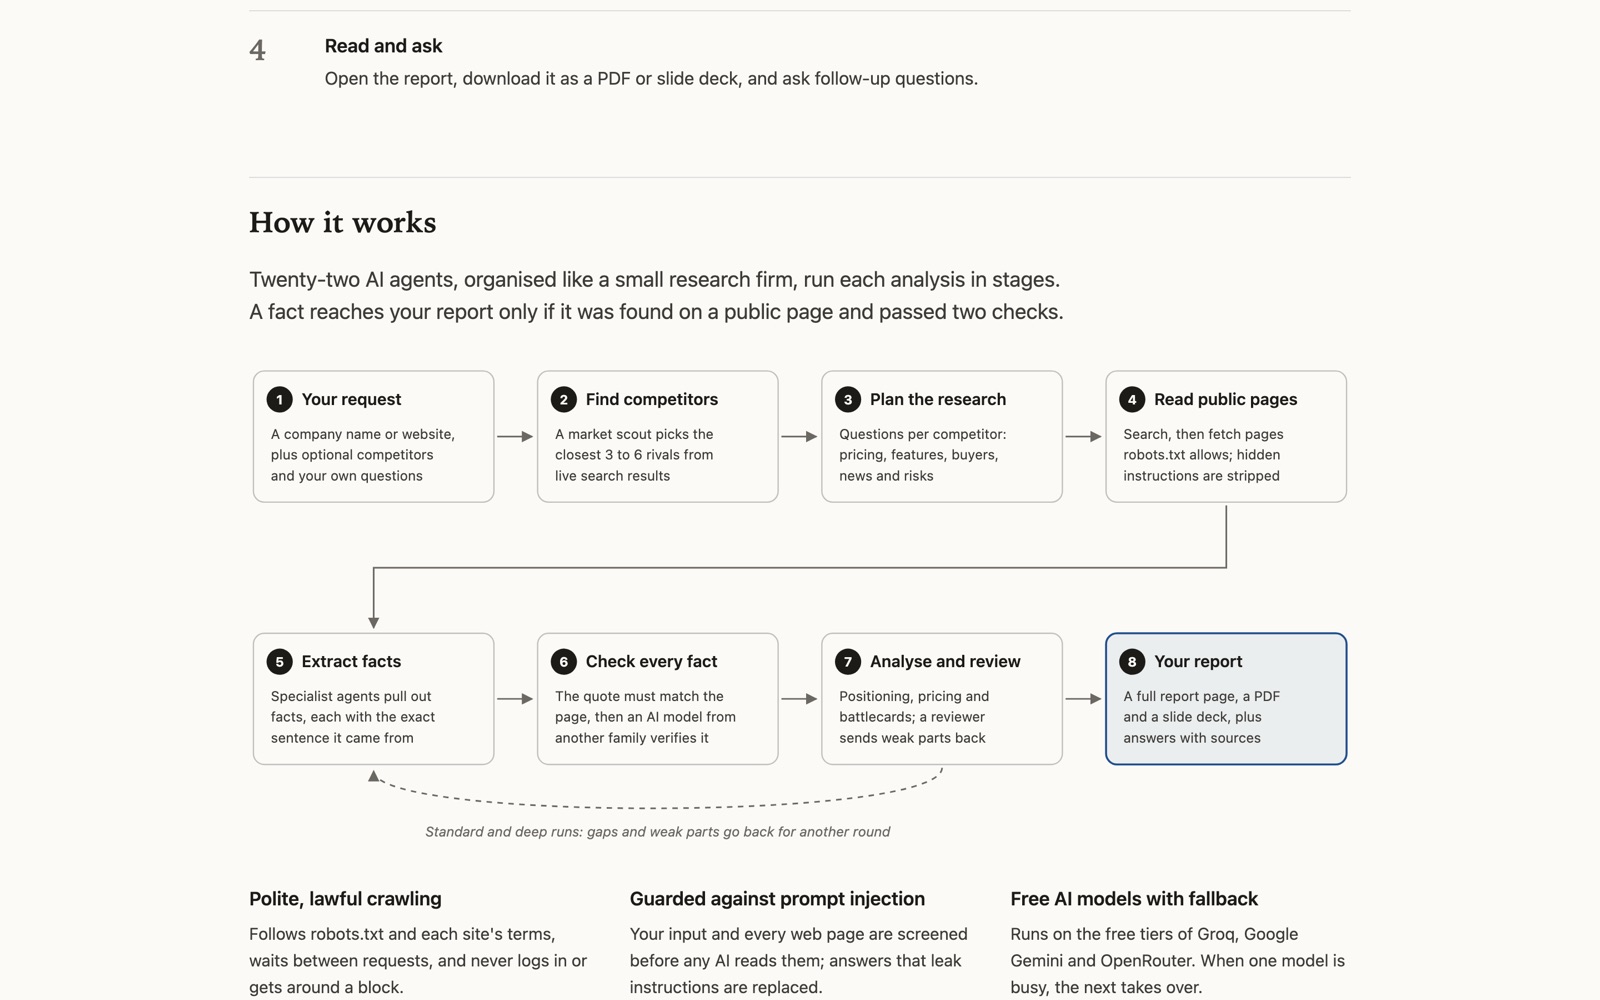 4
Read and ask
Open the report, download it as a PDF or slide deck, and ask follow-up questions.
How it works
Twenty-two AI agents, organised like a small research firm, run each analysis in stages.
A fact reaches your report only if it was found on a public page and passed two checks.
1 Your request
A company name or website,
plus optional competitors
and your own questions
2 Find competitors
A market scout picks the
closest 3 to 6 rivals from
live search results
3 Plan the research
Questions per competitor:
pricing, features, buyers,
news and risks
4 Read public pages
Search, then fetch pages
robots.txt allows; hidden
instructions are stripped
5 Extract facts
Specialist agents pull out
facts, each with the exact
sentence it came from
6 Check every fact
The quote must match the
page, then an AI model from
another family verifies it
7 Analyse and review
Positioning, pricing and
battlecards; a reviewer
sends weak parts back
8 Your report
A full report page, a PDF
and a slide deck, plus
answers with sources
Standard and deep runs: gaps and weak parts go back for another round
Polite, lawful crawling
Follows robots.txt and each site's terms,
waits between requests, and never logs in or
gets around a block.
Guarded against prompt injection
Your input and every web page are screened
before any AI reads them; answers that leak
instructions are replaced.
Free AI models with fallback
Runs on the free tiers of Groq, Google
Gemini and OpenRouter. When one model is
busy, the next takes over.